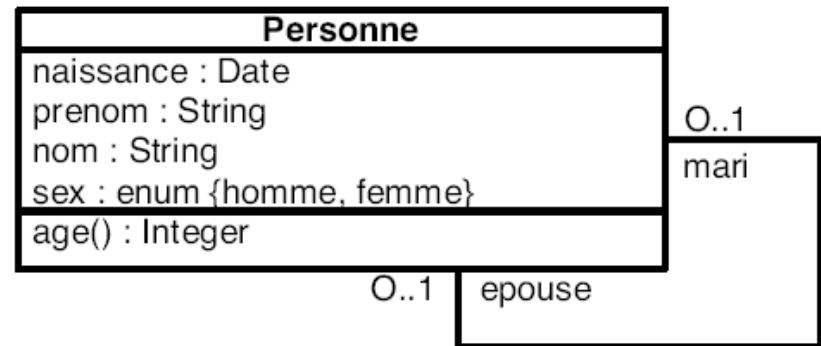 Personne
naissance : Date
prenom : String
nom : String
sex : enum {homme, femme}
age() : Integer
O..1
mari
O..1
epouse